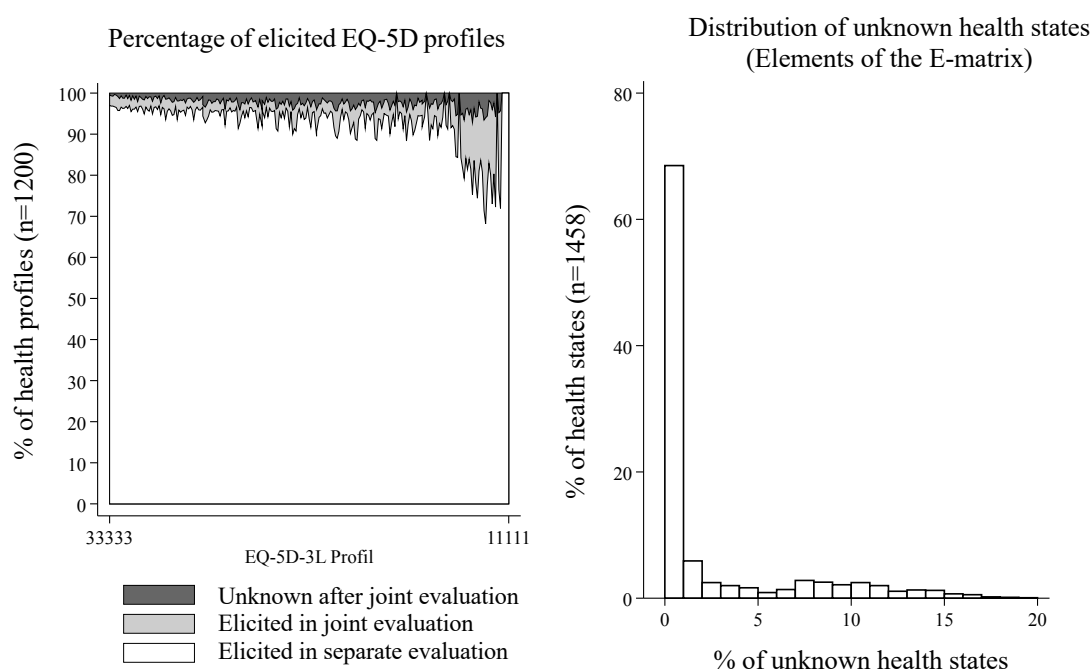 Percentage of elicited EQ-5D profiles
% of health profiles (n=1200)
100
90
80
70
60
50
40
30
20
10
0
33333
11111
EQ-5D-3L Profil
Unknown after joint evaluation
Elicited in joint evaluation
Elicited in separate evaluation
Distribution of unknown health states
(Elements of the E-matrix)
% of health states (n=1458)
80
60
40
20
0
0
5
10
15
20
% of unknown health states